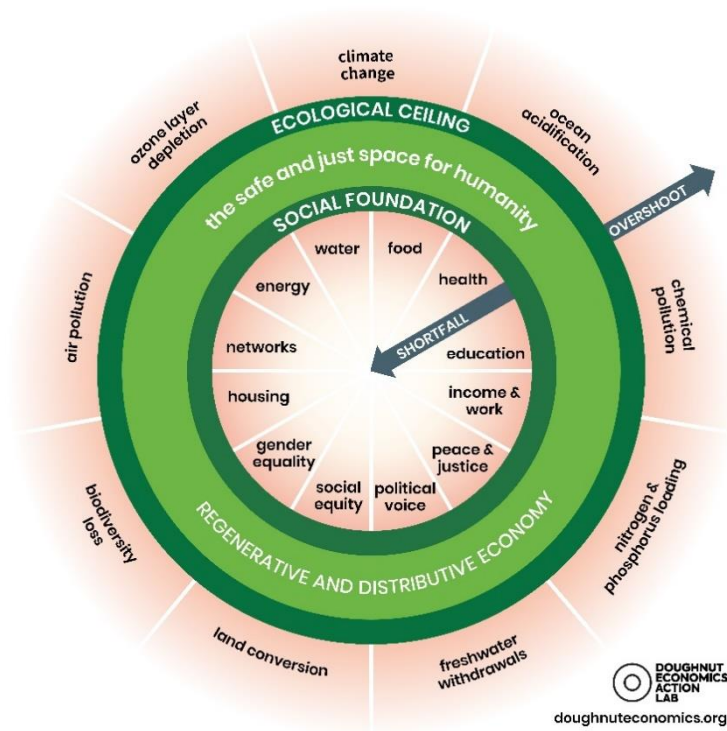 climate
change
ocean
acidification
ozone layer
depletion
ECOLOGICAL CEILING
the safe and just space for humanity
SOCIAL FOUNDATION
OVERSHOOT
water
food
energy
health
SHORTFALL
air pollution
chemical
pollution
networks
education
housing
income &
work
gender
equality
peace &
justice
social
equity
political
voice
biodiversity
loss
nitrogen &
phosphorus loading
REGENERATIVE AND DISTRIBUTIVE ECONOMY
land conversion
freshwater
withdrawals
DOUGHNUT
ECONOMICS
ACTION
LAB
doughnuteconomics.org